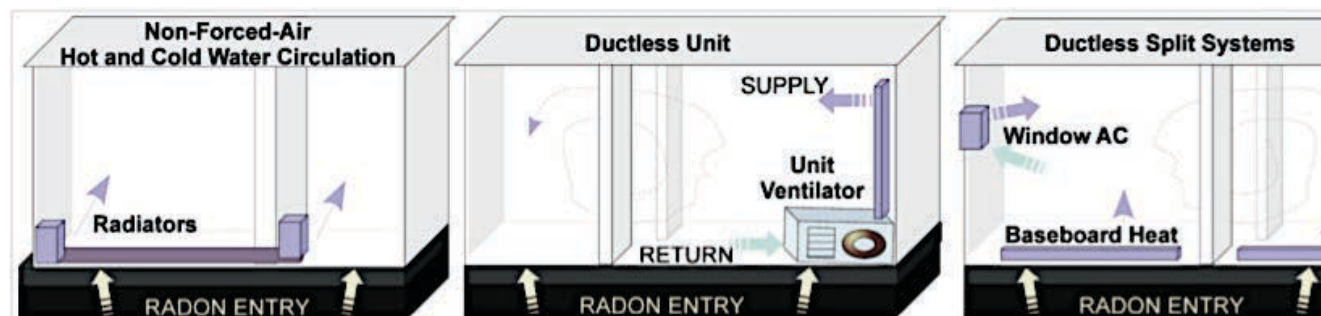 Non-Forced-Air
Hot and Cold Water Circulation
Radiators
RADON ENTRY
Ductless Unit
SUPPLY
Unit
Ventilator
RETURN
RADON ENTRY
Ductless Split Systems
Window AC
Baseboard Heat
RADON ENTRY